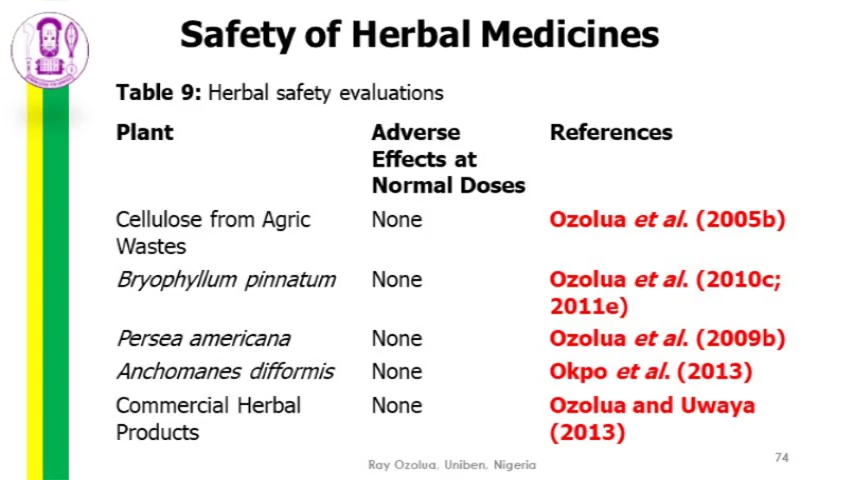 Safety of Herbal Medicines
Table 9: Herbal safety evaluations
Plant Adverse Effects at Normal Doses References
Cellulose from Agric Wastes None Ozolua et al. (2005b)
Bryophyllum pinnatum None Ozolua et al. (2010c; 2011e)
Persea americana None Ozolua et al. (2009b)
Anchomanes difformis None Okpo et al. (2013)
Commercial Herbal Products None Ozolua and Uwaya (2013)
Ray Ozolua, Uniben, Nigeria
74